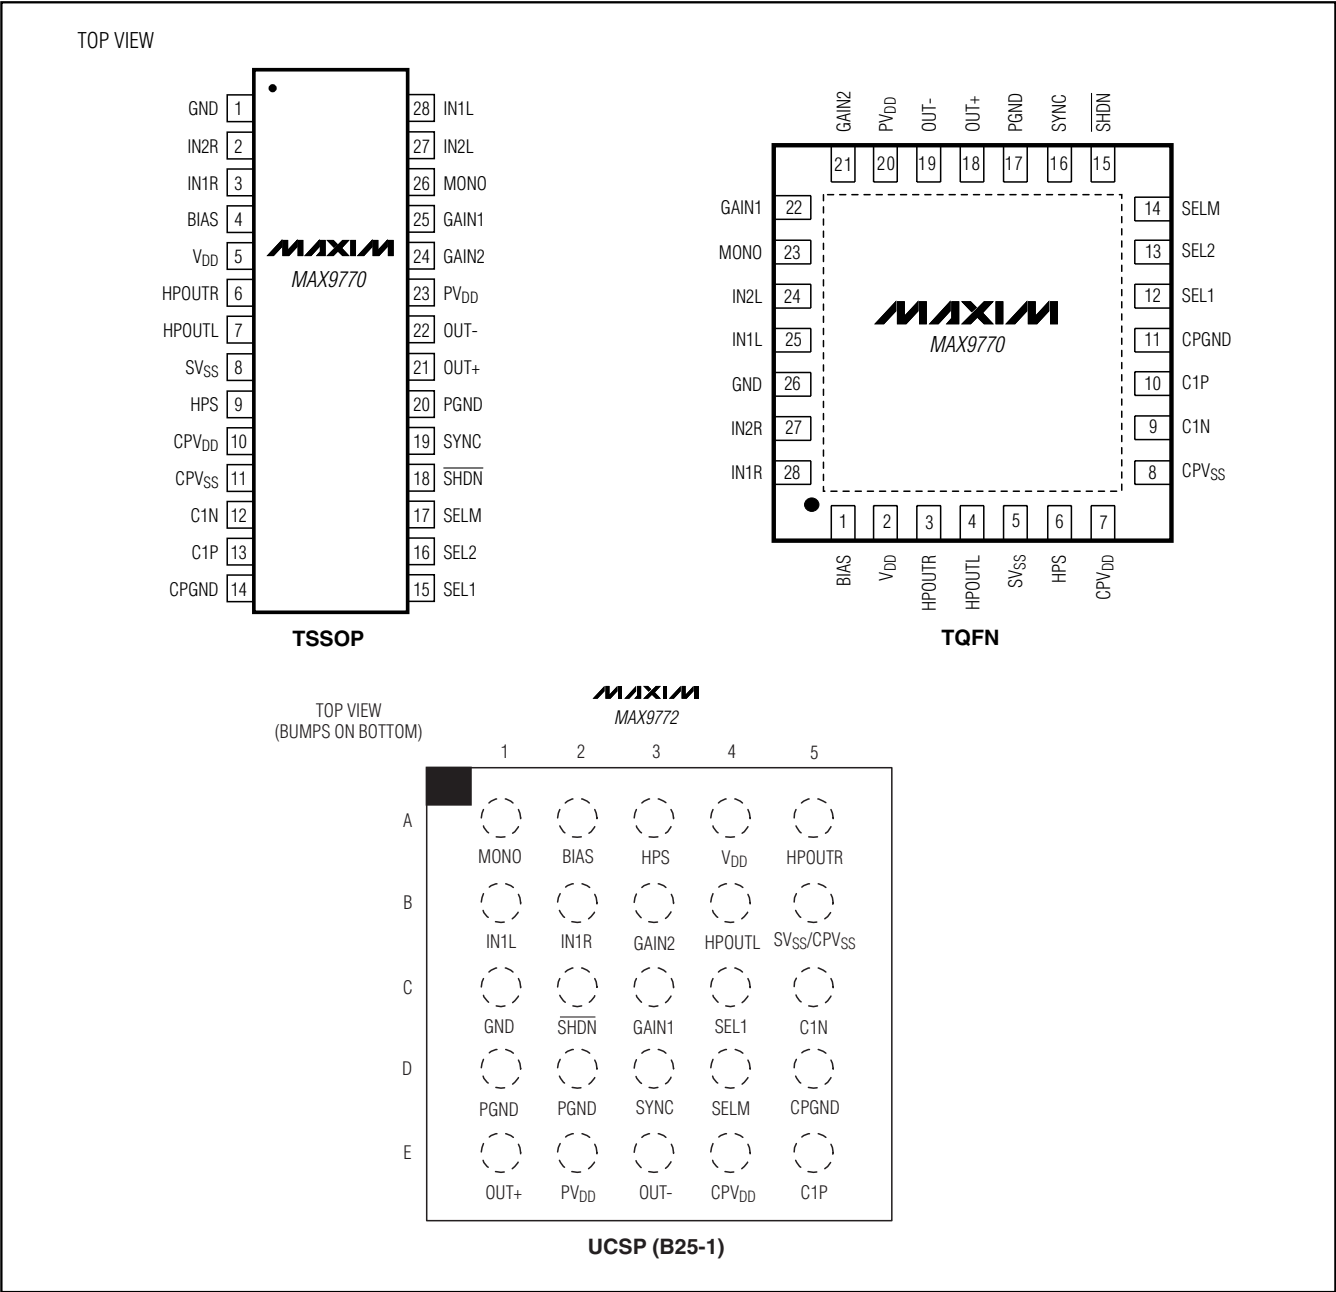 TOP VIEW
GND 1 28 IN1L
IN2R 2 27 IN2L
IN1R 3 26 MONO
BIAS 4 25 GAIN1
VDD 5 24 GAIN2
HPOUTR 6 23 PVDD
HPOUTL 7 22 OUT-
SVSS 8 21 OUT+
HPS 9 20 PGND
CPVDD 10 19 SYNC
CPVSS 11 18 SHDN
C1N 12 17 SELM
C1P 13 16 SEL2
CPGND 14 15 SEL1
MAXIM
MAX9770
TSSOP
GAIN2 PVDD OUT- OUT+ PGND SYNC SHDN
21 20 19 18 17 16 15
GAIN1 22 14 SELM
MONO 23 13 SEL2
IN2L 24 12 SEL1
IN1L 25 11 CPGND
GND 26 10 C1P
IN2R 27 9 C1N
IN1R 28 8 CPVSS
MAXIM
MAX9770
1 2 3 4 5 6 7
BIAS VDD HPOUTR HPOUTL SVSS HPS CPVDD
TQFN
MAXIM
MAX9772
TOP VIEW
(BUMPS ON BOTTOM)
1 2 3 4 5
A
MONO BIAS HPS VDD HPOUTR
B
IN1L IN1R GAIN2 HPOUTL SVSS/CPVSS
C
GND SHDN GAIN1 SEL1 C1N
D
PGND PGND SYNC SELM CPGND
E
OUT+ PVDD OUT- CPVDD C1P
UCSP (B25-1)